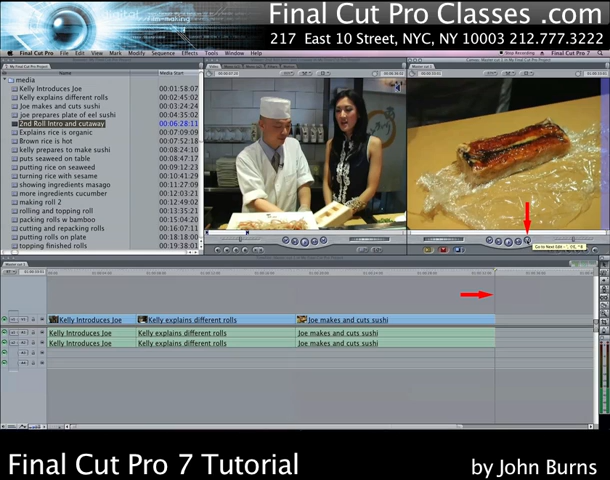 Final Cut Pro Classes .com
217 East 10 Street, NYC, NY 10003 212.777.3222
Final Cut Pro File Edit View Mark Modify Sequence Effects Tools Window Help Stop Recording Final Cut Pro 7
Name Media Start
media
Kelly Introduces Joe 00:01:58:07
Kelly explains different rolls 00:02:45:02
Joe makes and cuts sushi 00:03:24:24
joe prepares plate of eel sushi 00:04:35:02
2nd Roll Intro and cutaway 00:06:28:11
Explains rice is organic 00:07:09:09
Brown rice is hot 00:07:52:18
Kelly prepares to make sushi 00:08:24:10
puts seaweed on table 00:08:47:17
putting rice on seaweed 00:09:12:23
turning rice with sesame 00:10:41:29
showing ingredients masago 00:11:27:09
more ingredients cucumber 00:12:03:21
making roll 2 00:12:49:03
rolling and topping roll 00:13:35:21
packing rolls w bamboo 00:15:04:20
cutting and repacking rolls 00:16:07:11
putting rolls on plate 00:18:18:03
topping finished rolls 00:19:38:01
Go to Next Edit
Kelly Introduces Joe Kelly explains different rolls Joe makes and cuts sushi
Kelly Introduces Joe Kelly explains different rolls Joe makes and cuts sushi
Kelly Introduces Joe Kelly explains different rolls Joe makes and cuts sushi
Final Cut Pro 7 Tutorial
by John Burns